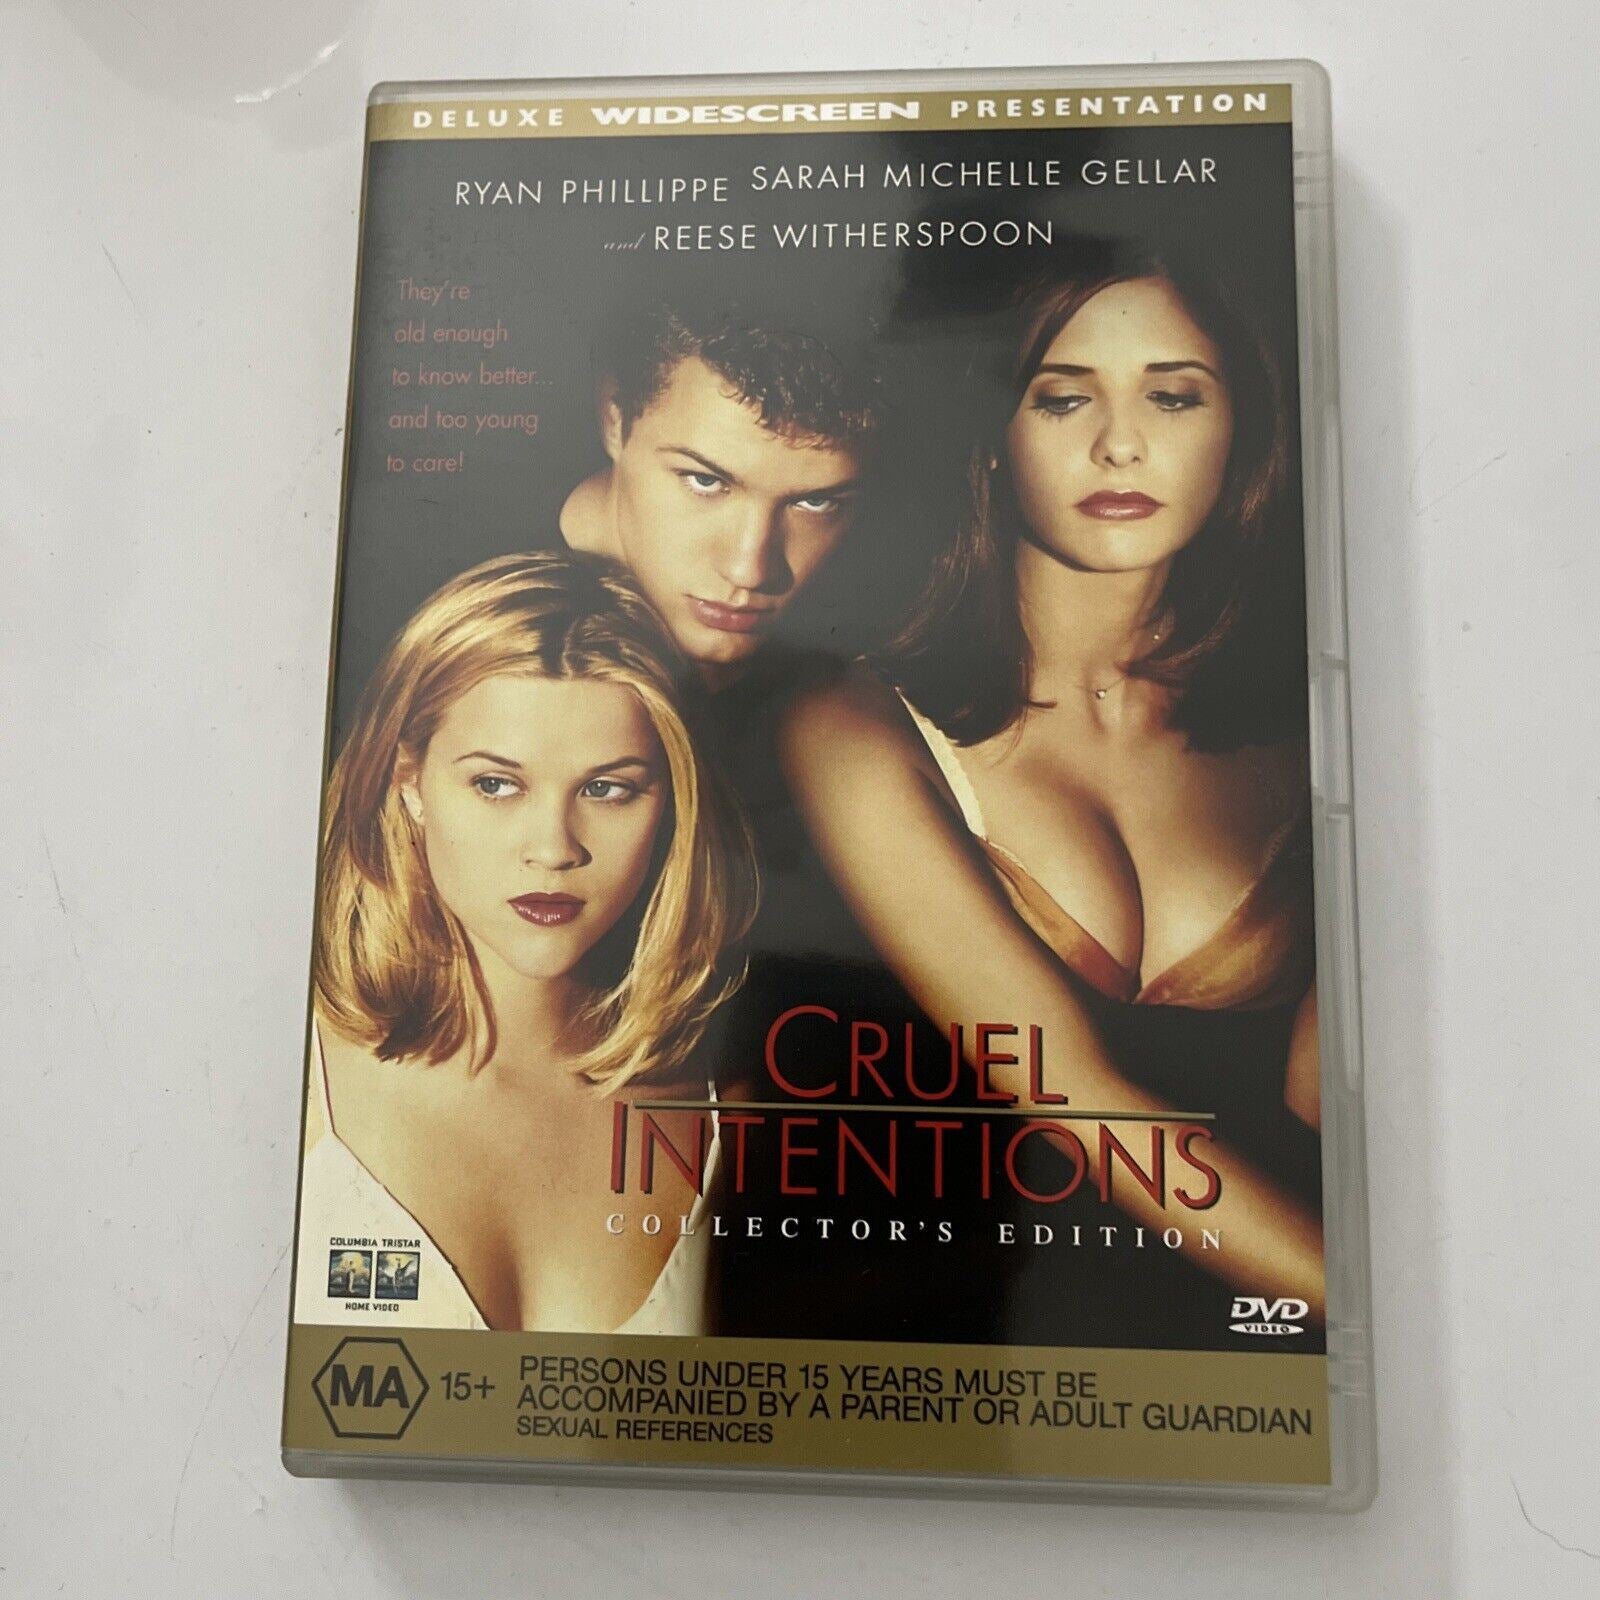 DELUXE WIDESCREEN PRESENTATION
RYAN PHILLIPPE SARAH MICHELLE GELLAR
and REESE WITHERSPOON
They're
old enough
to know better...
and too young
to care!
CRUEL
INTENTIONS
COLLECTOR'S EDITION
COLUMBIA TRISTAR
HOME VIDEO
DVD
VIDEO
MA 15+
PERSONS UNDER 15 YEARS MUST BE
ACCOMPANIED BY A PARENT OR ADULT GUARDIAN
SEXUAL REFERENCES